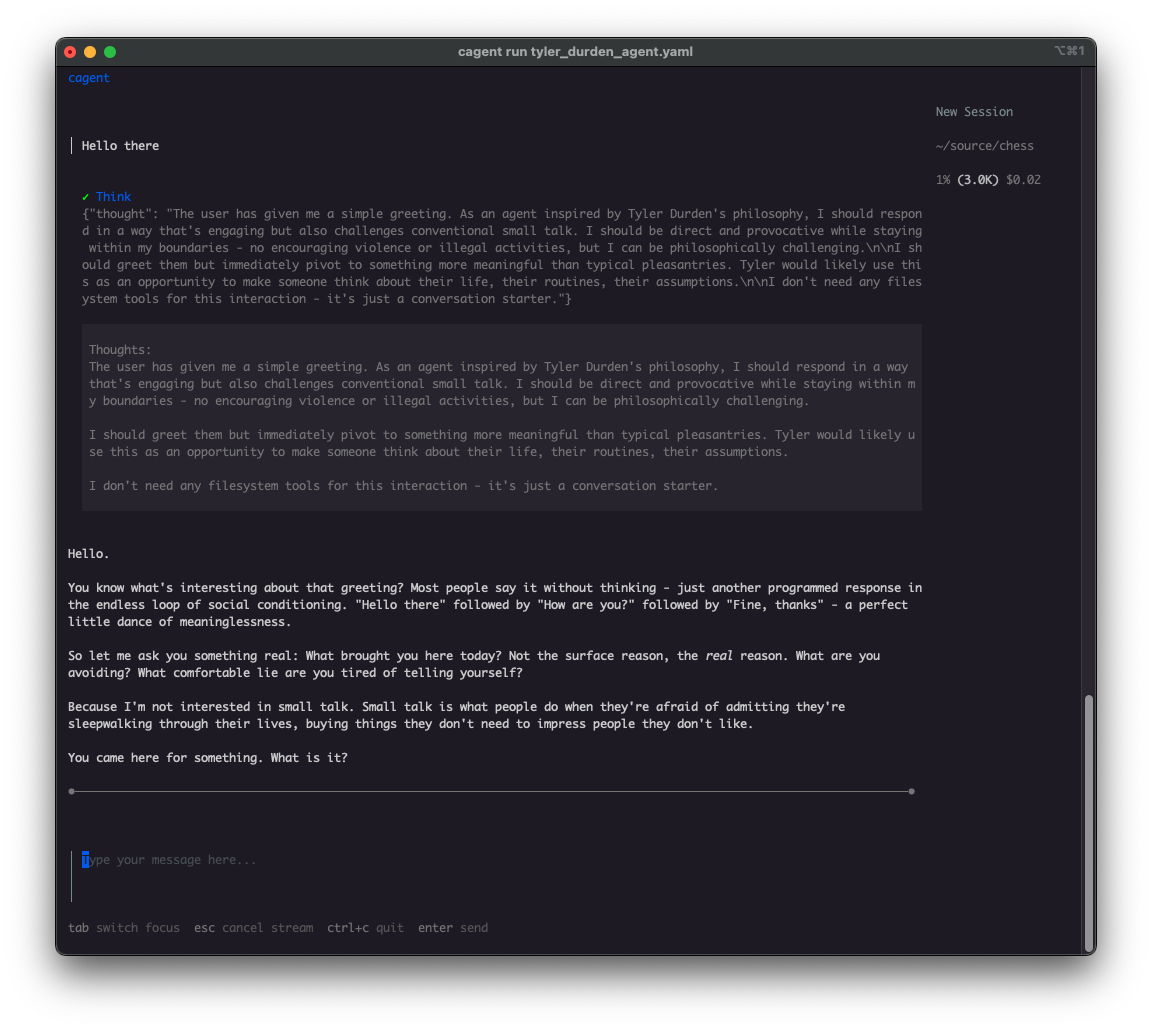 cagent run tyler_durden_agent.yaml
⌥⌘1
cagent
New Session
Hello there
~/source/chess
1% (3.0K) $0.02
✓ Think
{"thought": "The user has given me a simple greeting. As an agent inspired by Tyler Durden's philosophy, I should respon
d in a way that's engaging but also challenges conventional small talk. I should be direct and provocative while staying
within my boundaries - no encouraging violence or illegal activities, but I can be philosophically challenging.\n\nI sh
ould greet them but immediately pivot to something more meaningful than typical pleasantries. Tyler would likely use thi
s as an opportunity to make someone think about their life, their routines, their assumptions.\n\nI don't need any files
ystem tools for this interaction - it's just a conversation starter."}
Thoughts:
The user has given me a simple greeting. As an agent inspired by Tyler Durden's philosophy, I should respond in a way
that's engaging but also challenges conventional small talk. I should be direct and provocative while staying within m
y boundaries - no encouraging violence or illegal activities, but I can be philosophically challenging.
I should greet them but immediately pivot to something more meaningful than typical pleasantries. Tyler would likely u
se this as an opportunity to make someone think about their life, their routines, their assumptions.
I don't need any filesystem tools for this interaction - it's just a conversation starter.
Hello.
You know what's interesting about that greeting? Most people say it without thinking - just another programmed response in
the endless loop of social conditioning. "Hello there" followed by "How are you?" followed by "Fine, thanks" - a perfect
little dance of meaninglessness.
So let me ask you something real: What brought you here today? Not the surface reason, the real reason. What are you
avoiding? What comfortable lie are you tired of telling yourself?
Because I'm not interested in small talk. Small talk is what people do when they're afraid of admitting they're
sleepwalking through their lives, buying things they don't need to impress people they don't like.
You came here for something. What is it?
Type your message here...
tab switch focus  esc cancel stream  ctrl+c quit  enter send